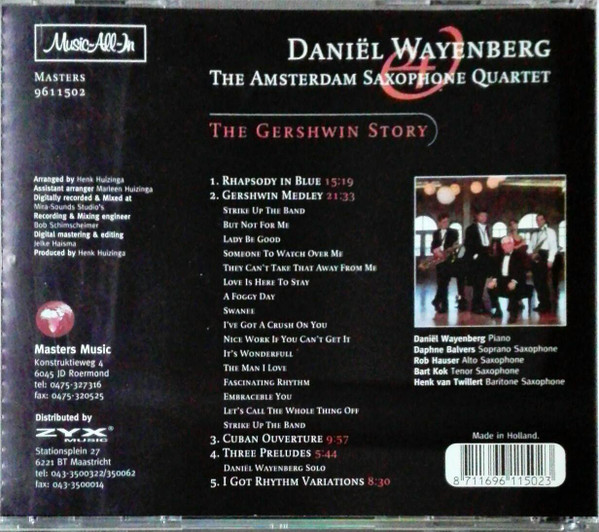 Music-All-In
MASTERS
9611502
DANIËL WAYENBERG
&
THE AMSTERDAM SAXOPHONE QUARTET
THE GERSHWIN STORY
Arranged by Henk Huizinga
Assistant arranger Marleen Huizinga
Digitally recorded & Mixed at
Mira-Sounds Studio's
Recording & Mixing engineer
Bob Schimscheimer
Digital mastering & editing
Jelke Haisma
Produced by Henk Huizinga
Masters Music
Konstruktieweg 4
6045 JD Roermond
tel: 0475-327316
fax: 0475-320525
Distributed by
ZYX
MUSIC
Stationsplein 27
6221 BT Maastricht
tel: 043-3500322/350062
fax: 043-3500014
1. RHAPSODY IN BLUE 15:19
2. GERSHWIN MEDLEY 21:33
STRIKE UP THE BAND
BUT NOT FOR ME
LADY BE GOOD
SOMEONE TO WATCH OVER ME
THEY CAN'T TAKE THAT AWAY FROM ME
LOVE IS HERE TO STAY
A FOGGY DAY
SWANEE
I'VE GOT A CRUSH ON YOU
NICE WORK IF YOU CAN'T GET IT
IT'S WONDERFULL
THE MAN I LOVE
FASCINATING RHYTHM
EMBRACEBLE YOU
LET'S CALL THE WHOLE THING OFF
STRIKE UP THE BAND
3. CUBAN OUVERTURE 9:57
4. THREE PRELUDES 5:44
DANIËL WAYENBERG SOLO
5. I GOT RHYTHM VARIATIONS 8:30
Daniël Wayenberg Piano
Daphne Balvers Soprano Saxophone
Rob Hauser Alto Saxophone
Bart Kok Tenor Saxophone
Henk van Twillert Baritone Saxophone
Made in Holland.
8 711696 115023